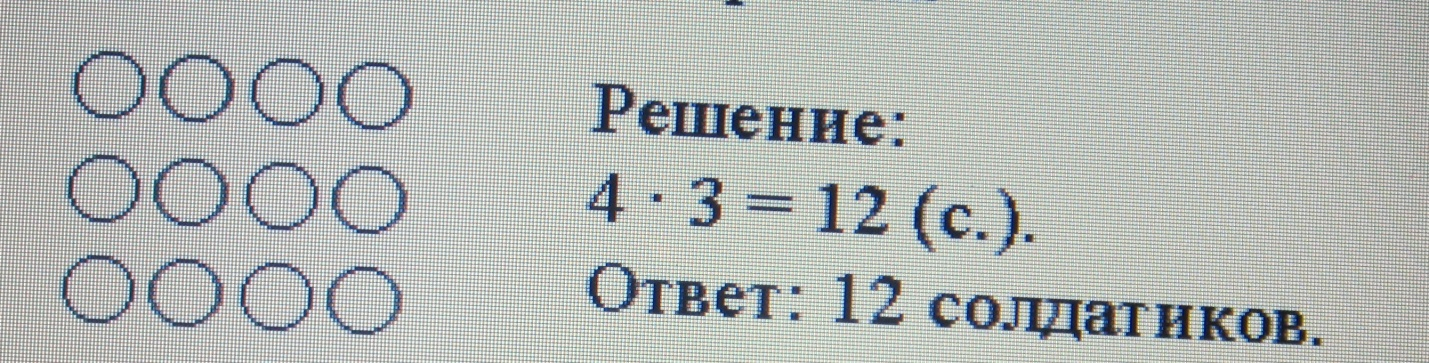 Решение:
4 · 3 = 12 (с.).
Ответ: 12 солдатиков.